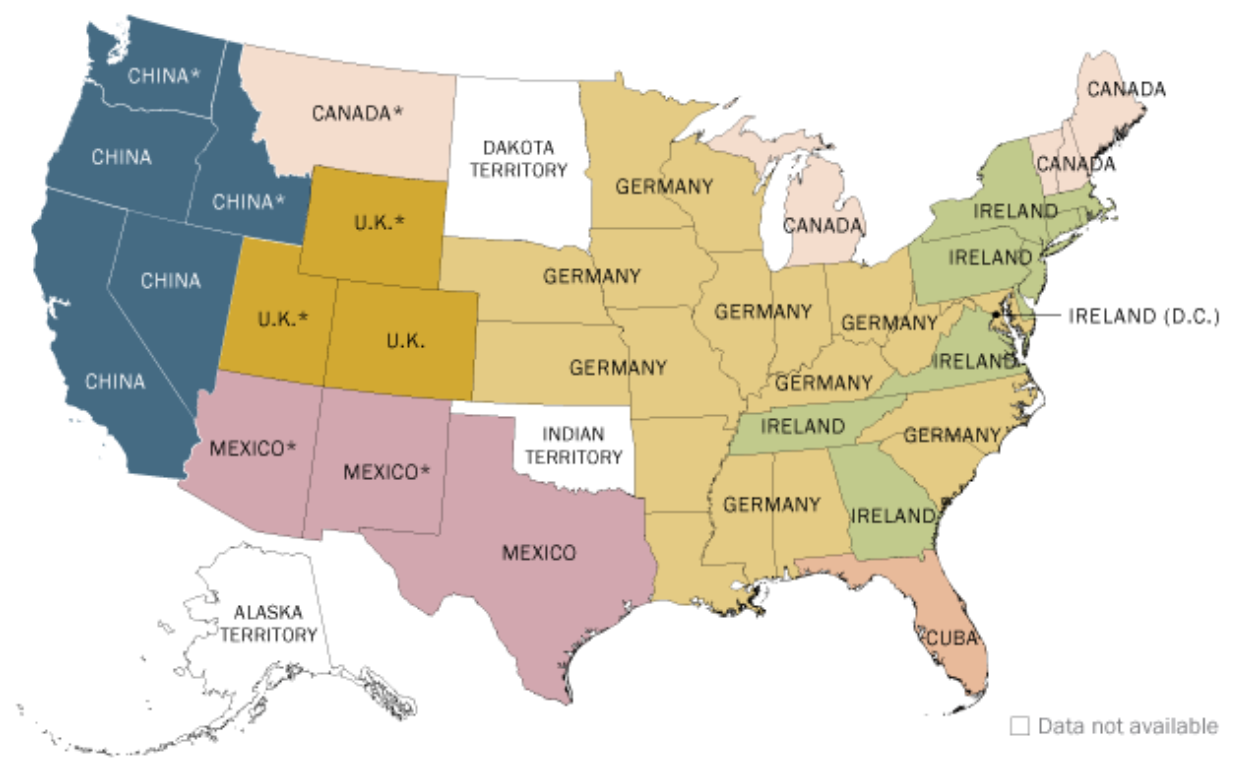 CHINA*
CANADA
CANADA*
DAKOTA
TERRITORY
CHINA
CANADA
GERMANY
CHINA*
IRELAND
U.K.*
CANADA
IRELAND
CHINA
GERMANY
GERMANY
IRELAND (D.C.)
U.K.*
GERMANY
U.K.
IRELAND
GERMANY
CHINA
GERMANY
IRELAND
INDIAN
TERRITORY
GERMANY
MEXICO*
MEXICO*
GERMANY
IRELAND
MEXICO
ALASKA
TERRITORY
CUBA
Data not available